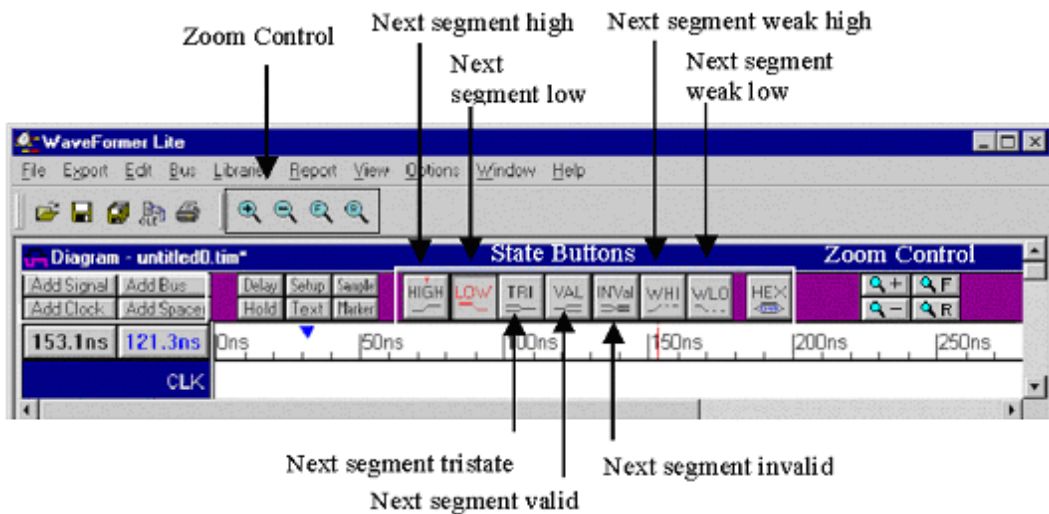 Zoom Control
Next segment high
Next segment weak high
Next
segment low
Next segment
weak low
WaveFormer Lite
File Export Edit Bus Libraries Report View Options Window Help
Diagram - untitled0.tim*
State Buttons
Zoom Control
Add Signal Add Bus Delay Setup Sample HIGH LOW TRI VAL INVal WHI WLO HEX + F
Add Clock Add Spacer Hold Text Marker - R
153.1ns 121.3ns 0ns 50ns 100ns 150ns 200ns 250ns
CLK
Next segment tristate
Next segment invalid
Next segment valid